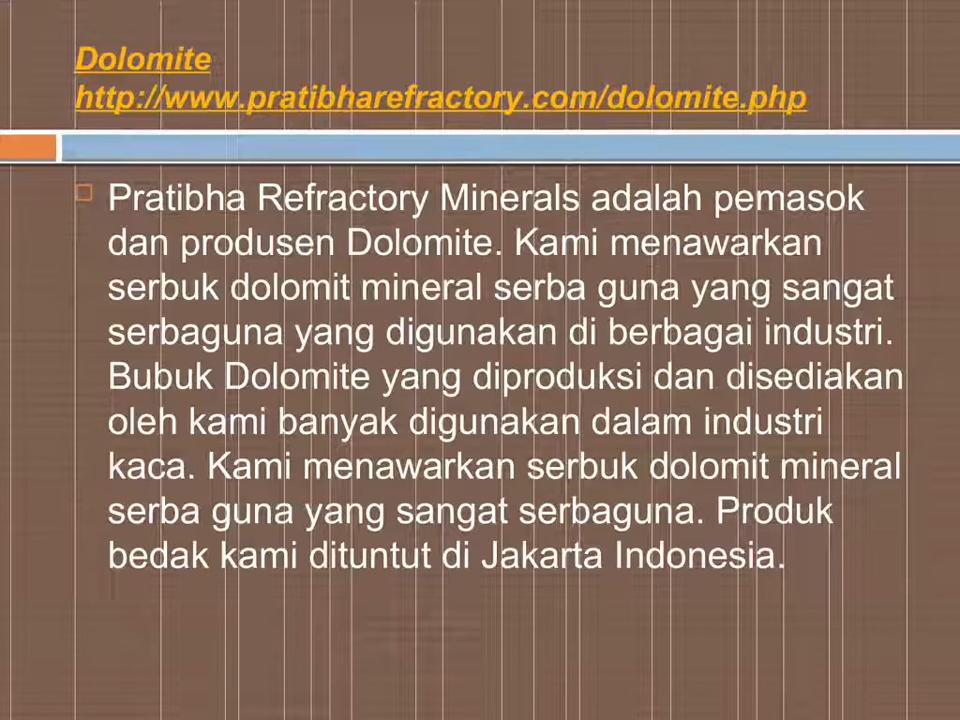 Dolomite
http://www.pratibharefractory.com/dolomite.php
Pratibha Refractory Minerals adalah pemasok
dan produsen Dolomite. Kami menawarkan
serbuk dolomit mineral serba guna yang sangat
serbaguna yang digunakan di berbagai industri.
Bubuk Dolomite yang diproduksi dan disediakan
oleh kami banyak digunakan dalam industri
kaca. Kami menawarkan serbuk dolomit mineral
serba guna yang sangat serbaguna. Produk
bedak kami dituntut di Jakarta Indonesia.